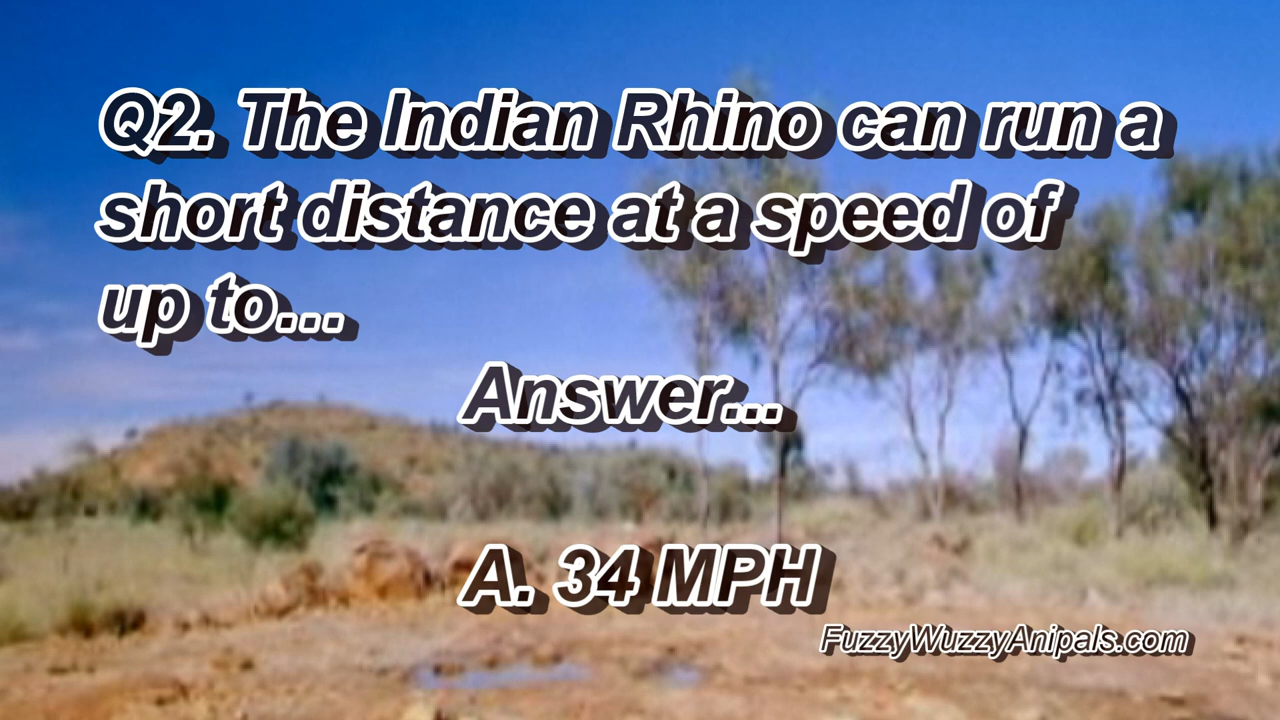 Q2. The Indian Rhino can run a
short distance at a speed of
up to...
Answer...
A. 34 MPH
FuzzyWuzzyAnipals.com